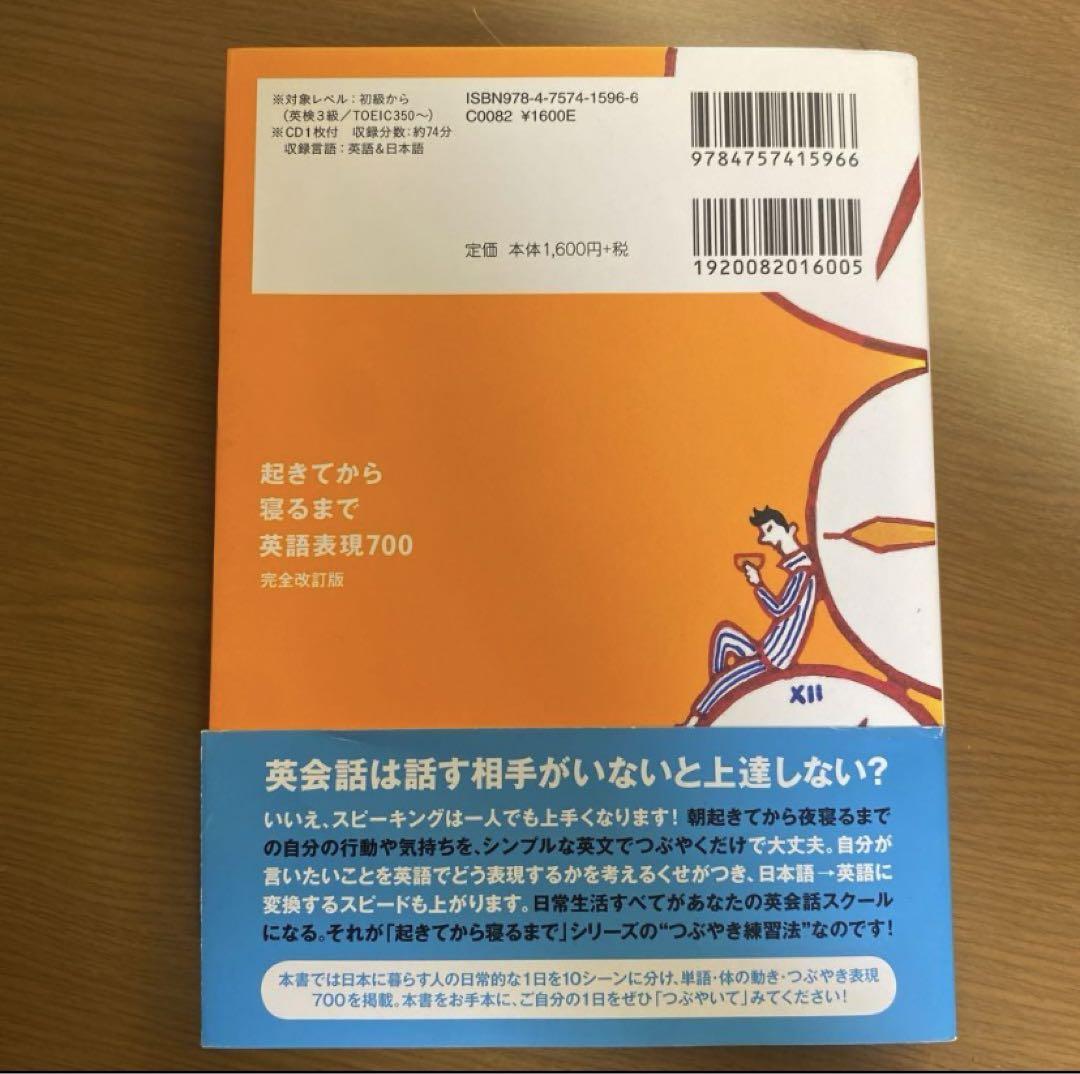 ※対象レベル：初級から
（英検3級／TOEIC350～）
※CD1枚付　収録分数：約74分
収録言語：英語＆日本語
ISBN978-4-7574-1596-6
C0082 ¥1600E
定価 本体1,600円+税
9784757415966
1920082016005
起きてから
寝るまで
英語表現700
完全改訂版
XII
英会話は話す相手がいないと上達しない？
いいえ、スピーキングは一人でも上手くなります！ 朝起きてから夜寝るまで
の自分の行動や気持ちを、シンプルな英文でつぶやくだけで大丈夫。自分が
言いたいことを英語でどう表現するかを考えるくせがつき、日本語→英語に
変換するスピードも上がります。日常生活すべてがあなたの英会話スクール
になる。それが「起きてから寝るまで」シリーズの“つぶやき練習法”なのです！
本書では日本に暮らす人の日常的な1日を10シーンに分け、単語・体の動き・つぶやき表現
700を掲載。本書をお手本に、ご自分の1日をぜひ「つぶやいて」みてください！